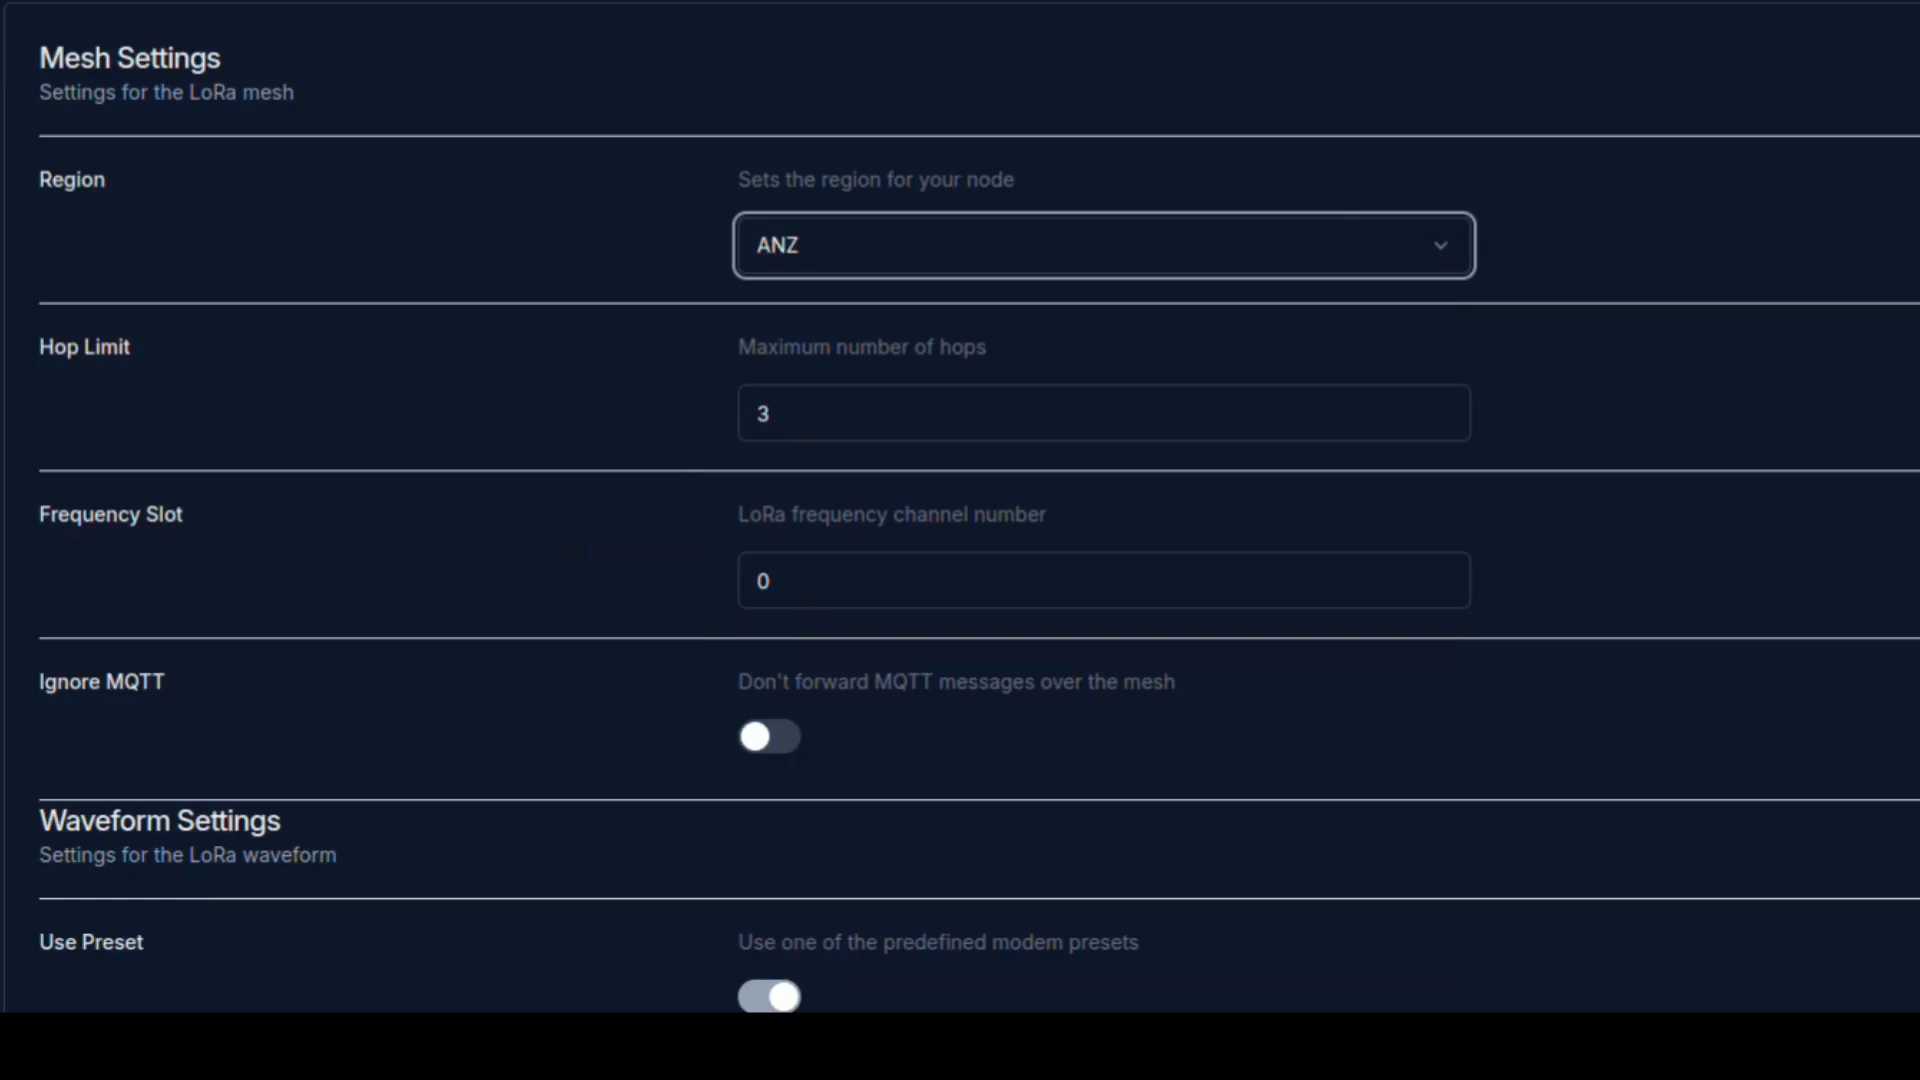 Mesh Settings
Settings for the LoRa mesh
Region
Sets the region for your node
ANZ
Hop Limit
Maximum number of hops
3
Frequency Slot
LoRa frequency channel number
0
Ignore MQTT
Don't forward MQTT messages over the mesh
Waveform Settings
Settings for the LoRa waveform
Use Preset
Use one of the predefined modem presets